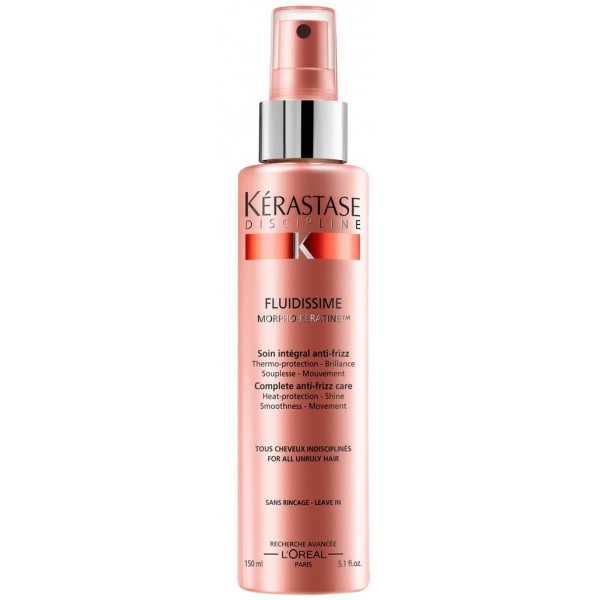 KÉRASTASE
DISCIPLINE
K
FLUIDISSIME
MORPHO-KÉRATINE™
Soin intégral anti-frizz
Thermo-protection - Brillance
Souplesse - Mouvement
Complete anti-frizz care
Heat-protection - Shine
Smoothness - Movement
TOUS CHEVEUX INDISCIPLINÉS
FOR ALL UNRULY HAIR
SANS RINCAGE - LEAVE IN
RECHERCHE AVANCÉE
L'ORÉAL
150 ml PARIS 5.1 fl.oz.